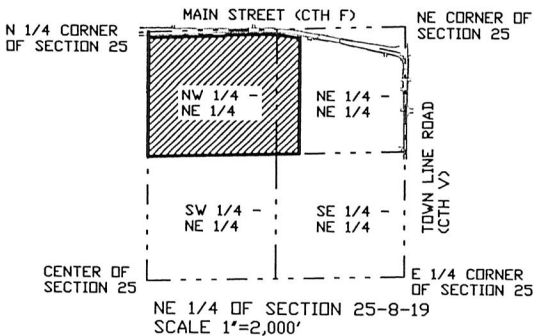 MAIN STREET (CTH F)
N 1/4 CORNER
OF SECTION 25
NE CORNER OF
SECTION 25
NW 1/4 -
NE 1/4
NE 1/4 -
NE 1/4
TOWN LINE ROAD
(CTH V)
SW 1/4 -
NE 1/4
SE 1/4 -
NE 1/4
CENTER OF
SECTION 25
E 1/4 CORNER
OF SECTION 25
NE 1/4 OF SECTION 25-8-19
SCALE 1"=2,000'